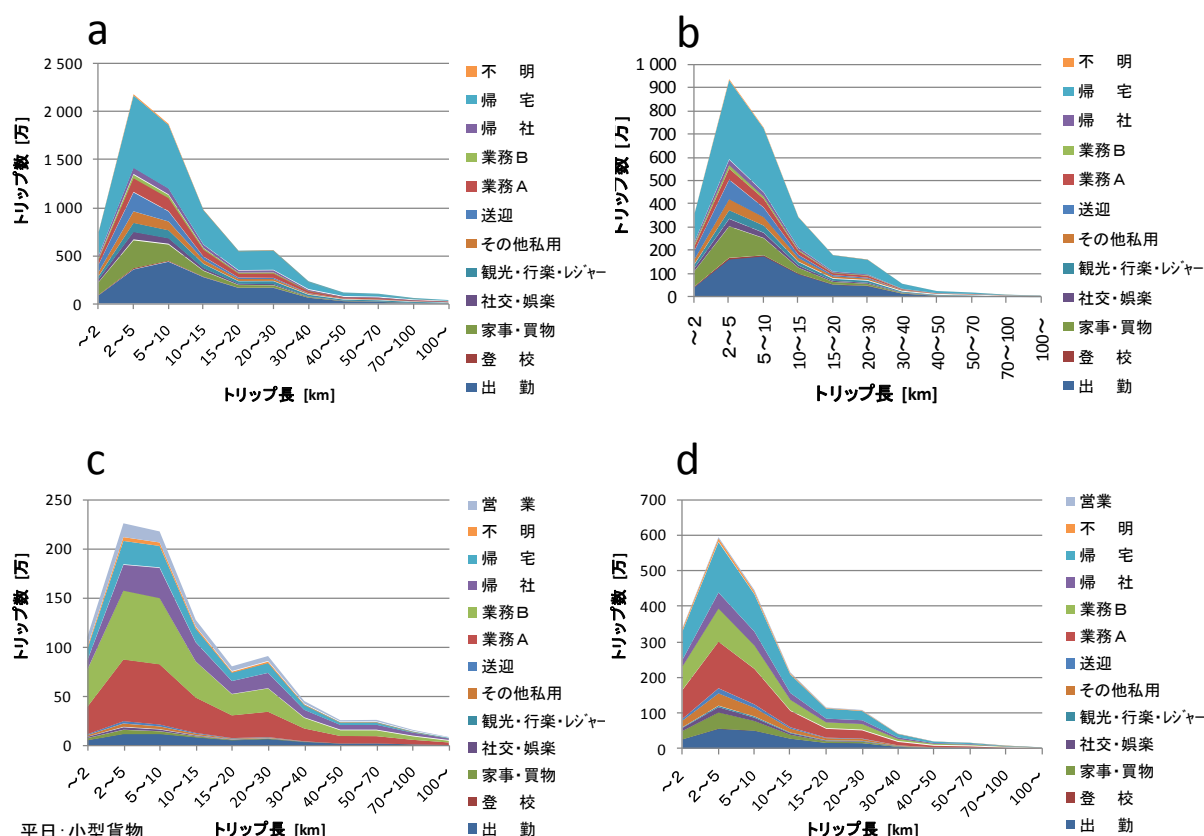 a
2 500
2 000
1 500
1 000
500
0
トリップ数 [万]
～2
2～5
5～10
10～15
15～20
20～30
30～40
40～50
50～70
70～100
100～
トリップ長 [km]
不 明
帰 宅
帰 社
業務B
業務A
送迎
その他私用
観光・行楽・レジャー
社交・娯楽
家事・買物
登 校
出 勤
b
1 000
900
800
700
600
500
400
300
200
100
0
トリップ数 [万]
～2
2～5
5～10
10～15
15～20
20～30
30～40
40～50
50～70
70～100
100～
トリップ長 [km]
不 明
帰 宅
帰 社
業務B
業務A
送迎
その他私用
観光・行楽・レジャー
社交・娯楽
家事・買物
登 校
出 勤
c
250
200
150
100
50
0
トリップ数 [万]
～2
2～5
5～10
10～15
15～20
20～30
30～40
40～50
50～70
70～100
100～
平日・小型貨物
トリップ長 [km]
営 業
不 明
帰 宅
帰 社
業務B
業務A
送迎
その他私用
観光・行楽・レジャー
社交・娯楽
家事・買物
登 校
出 勤
d
700
600
500
400
300
200
100
0
トリップ数 [万]
～2
2～5
5～10
10～15
15～20
20～30
30～40
40～50
50～70
70～100
100～
トリップ長 [km]
営業
不 明
帰 宅
帰 社
業務B
業務A
送迎
その他私用
観光・行楽・レジャー
社交・娯楽
家事・買物
登 校
出 勤